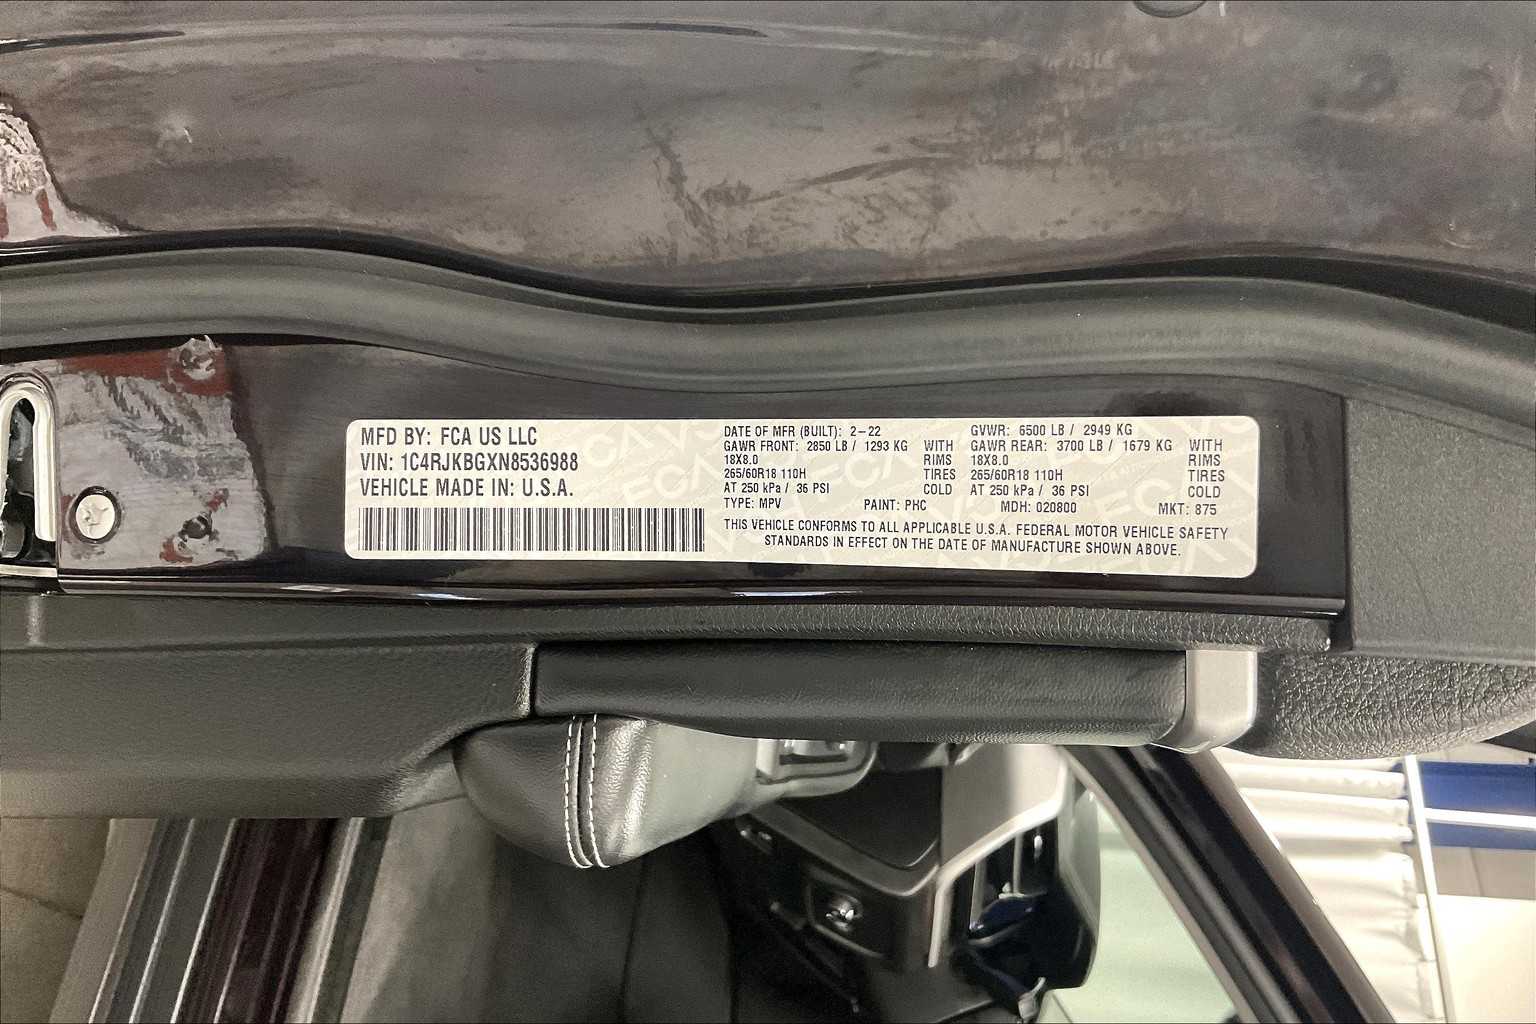 MFD BY: FCA US LLC
VIN: 1C4RJKBGXN8536988
VEHICLE MADE IN: U.S.A.
DATE OF MFR (BUILT): 2-22
GAWR FRONT: 2850 LB / 1293 KG WITH
18X8.0 RIMS
265/60R18 110H TIRES
AT 250 kPa / 36 PSI COLD
GVWR: 6500 LB / 2949 KG
GAWR REAR: 3700 LB / 1679 KG WITH
18X8.0 RIMS
265/60R18 110H TIRES
AT 250 kPa / 36 PSI COLD
TYPE: MPV PAINT: PHC MDH: 020800 MKT: 875
THIS VEHICLE CONFORMS TO ALL APPLICABLE U.S.A. FEDERAL MOTOR VEHICLE SAFETY
STANDARDS IN EFFECT ON THE DATE OF MANUFACTURE SHOWN ABOVE.